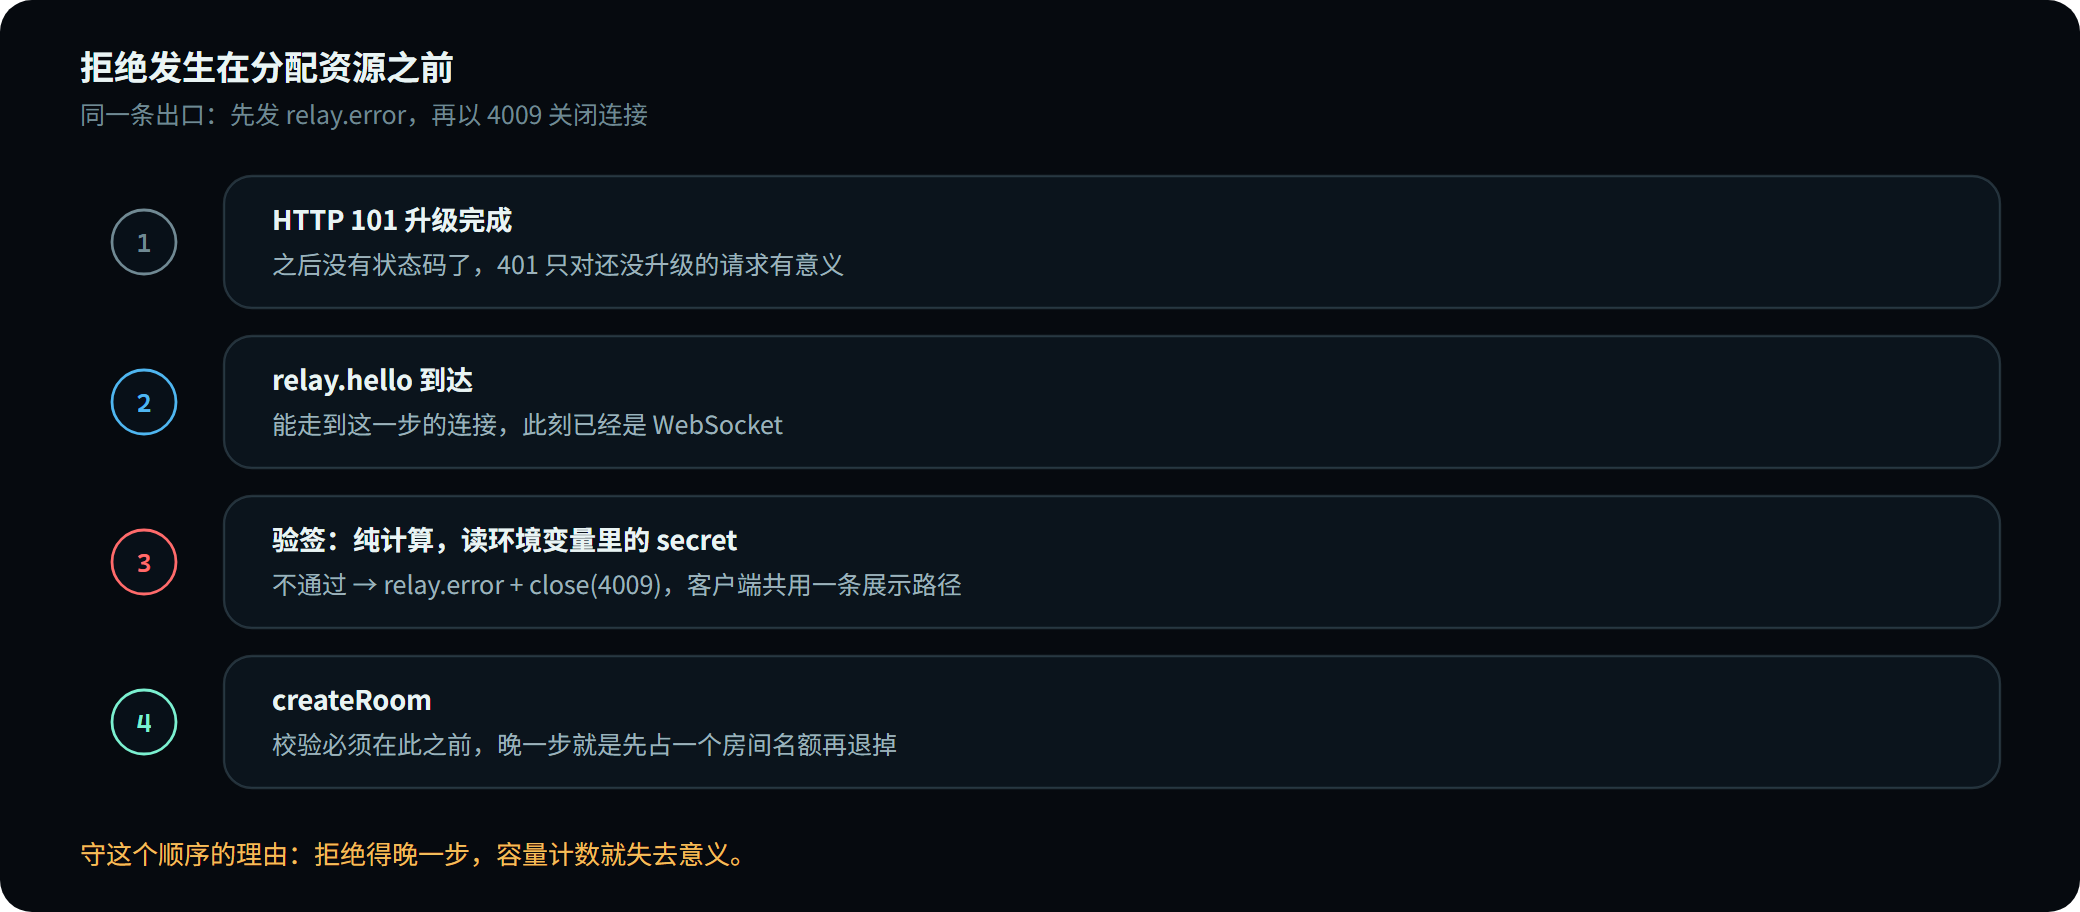 拒绝发生在分配资源之前
同一条出口：先发 relay.error，再以 4009 关闭连接
1
HTTP 101 升级完成
之后没有状态码了，401 只对还没升级的请求有意义
2
relay.hello 到达
能走到这一步的连接，此刻已经是 WebSocket
3
验签：纯计算，读环境变量里的 secret
不通过 → relay.error + close(4009)，客户端共用一条展示路径
4
createRoom
校验必须在此之前，晚一步就是先占一个房间名额再退掉
守这个顺序的理由：拒绝得晚一步，容量计数就失去意义。